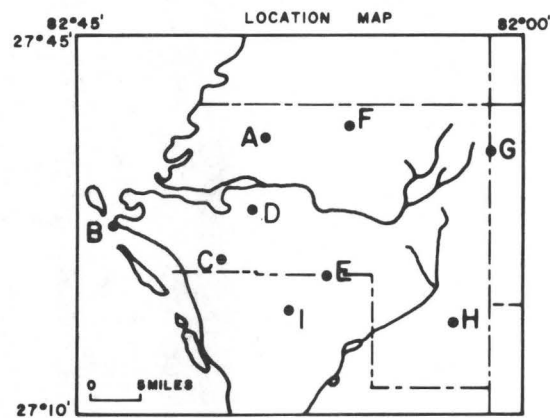 LOCATION MAP
82°45' 82°00'
27°45'
F
A
G
D
B
C
E
H
I
0 5MILES
27°10'